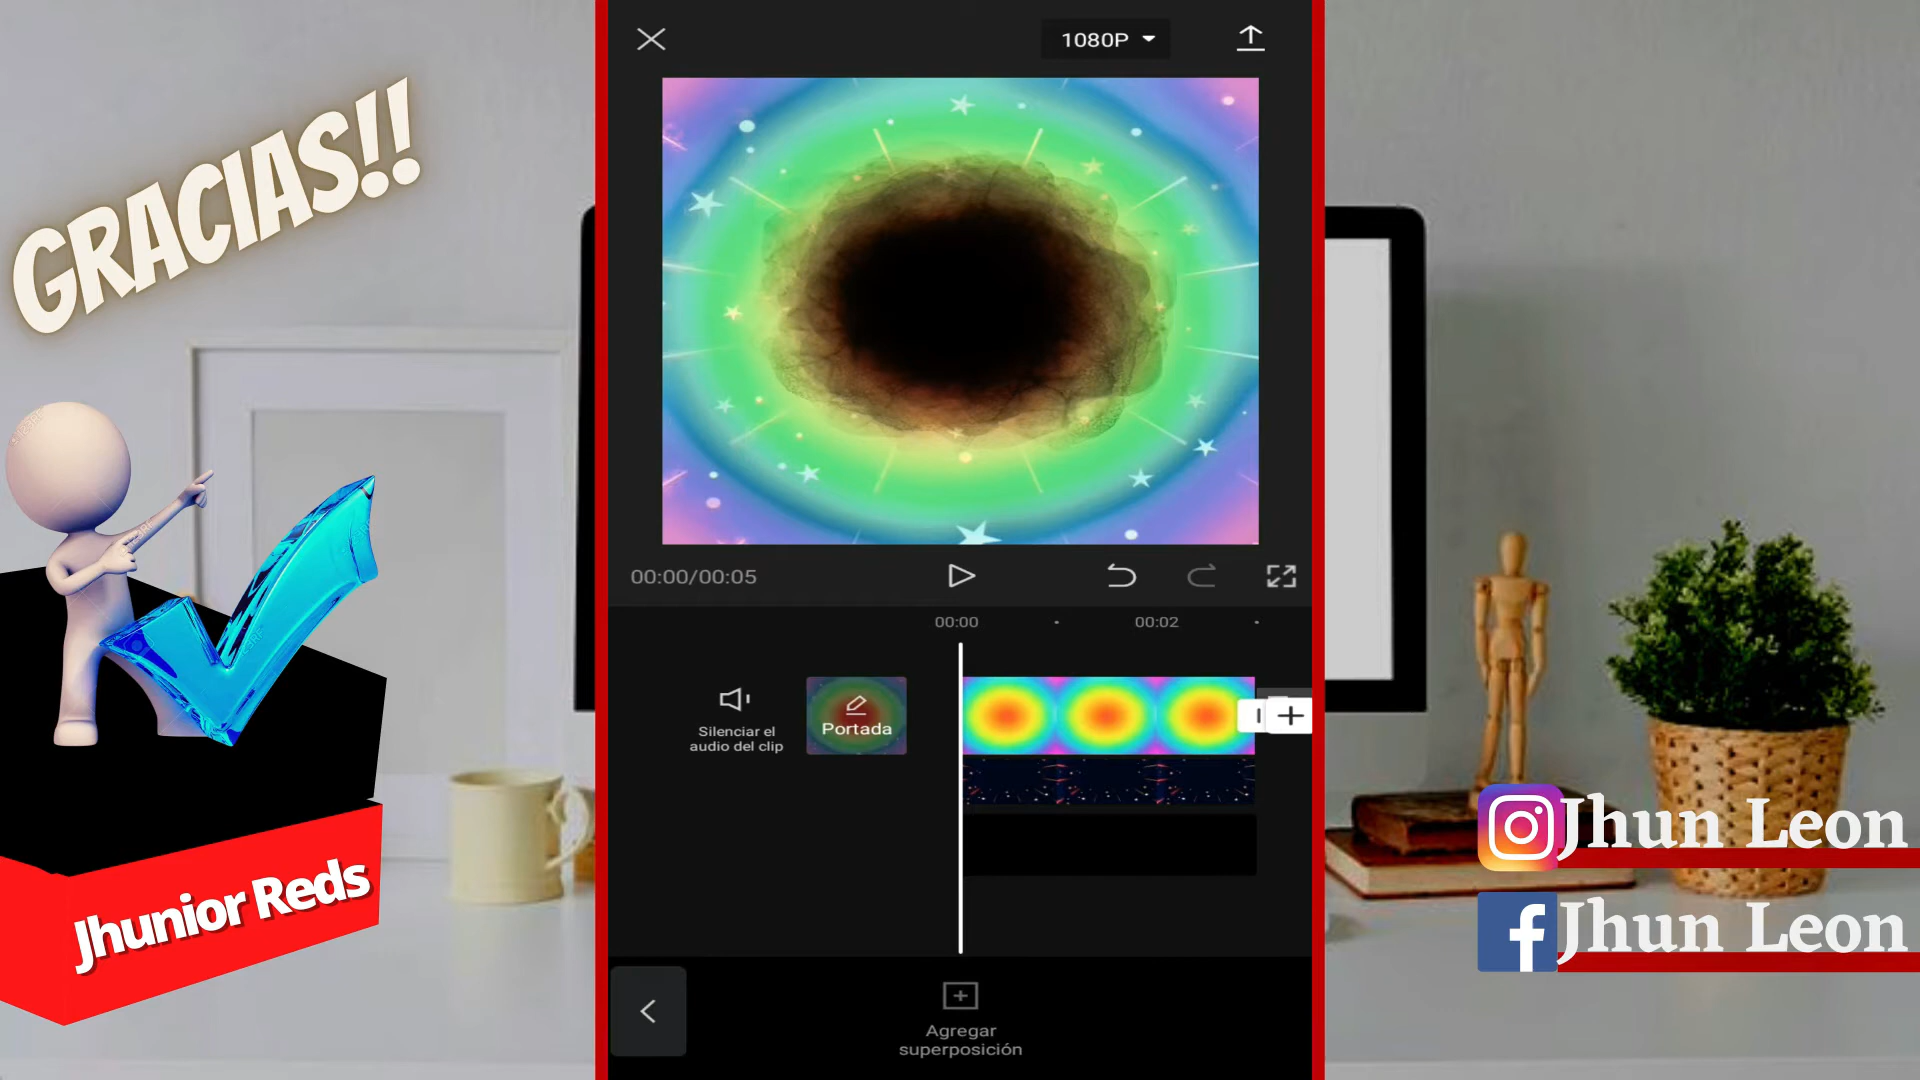 GRACIAS!!
Jhunior Reds
1080P
00:00/00:05
00:00
00:02
Silenciar el
audio del clip
Portada
Agregar
superposición
Jhun Leon
Jhun Leon